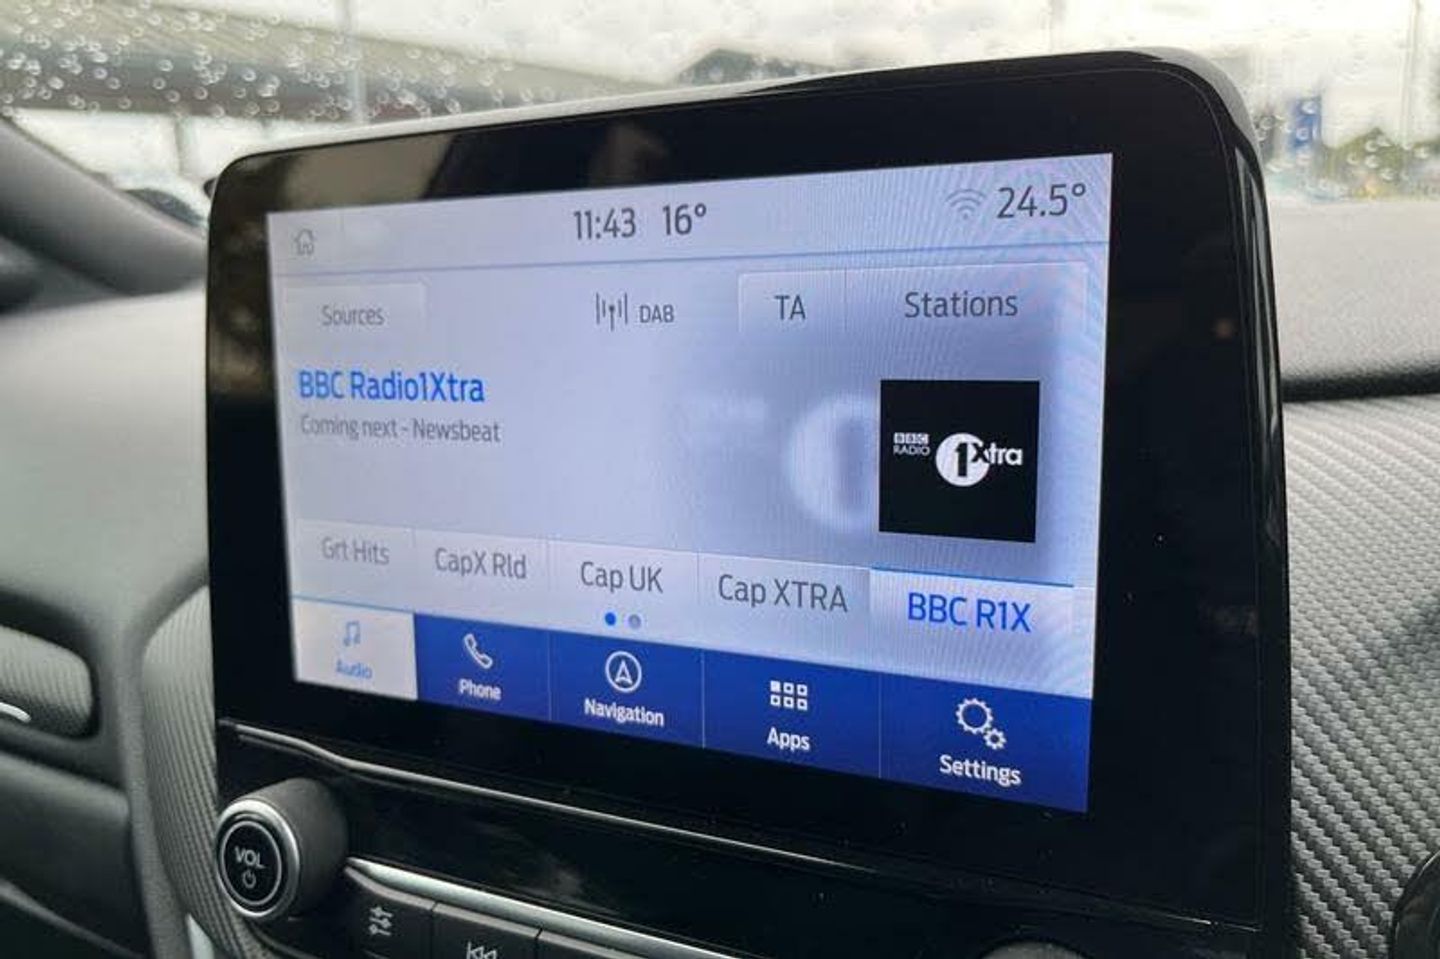 11:43 16° 24.5°
Sources DAB TA Stations
BBC Radio1Xtra
Coming next - Newsbeat
BBC
RADIO 1Xtra
Grt Hits CapX Rld Cap UK Cap XTRA BBC R1X
Audio Phone Navigation Apps Settings
VOL